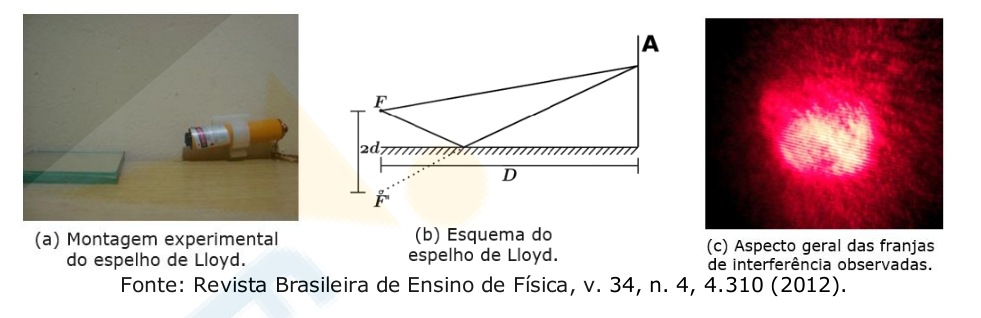 A
F
2d
D
F'
(a) Montagem experimental
do espelho de Lloyd.
(b) Esquema do
espelho de Lloyd.
(c) Aspecto geral das franjas
de interferência observadas.
Fonte: Revista Brasileira de Ensino de Física, v. 34, n. 4, 4.310 (2012).